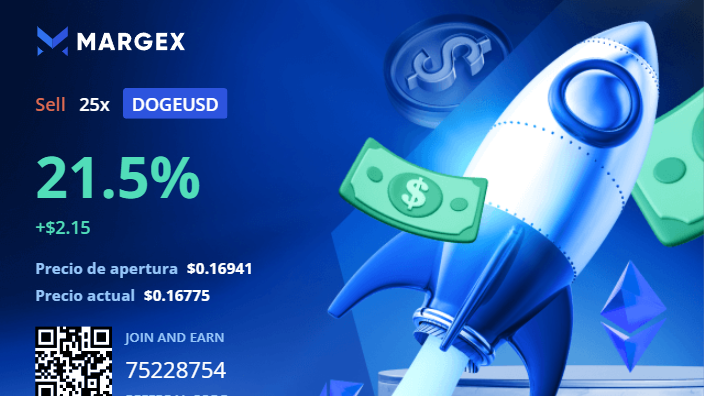 MARGEX
Sell 25x DOGEUSD
21.5%
+$2.15
Precio de apertura $0.16941
Precio actual $0.16775
JOIN AND EARN
75228754